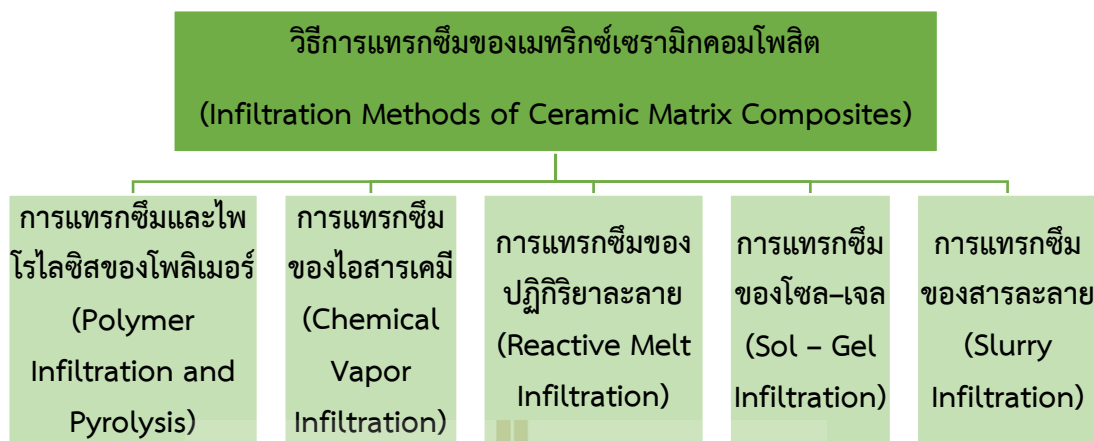 วิธีการแทรกซึมของเมทริกซ์เซรามิกคอมโพสิต
(Infiltration Methods of Ceramic Matrix Composites)
การแทรกซึมและไพ
โรไลซิสของโพลิเมอร์
(Polymer
Infiltration and
Pyrolysis)
การแทรกซึม
ของไอสารเคมี
(Chemical
Vapor
Infiltration)
การแทรกซึมของ
ปฏิกิริยาละลาย
(Reactive Melt
Infiltration)
การแทรกซึม
ของโซล–เจล
(Sol – Gel
Infiltration)
การแทรกซึม
ของสารละลาย
(Slurry
Infiltration)